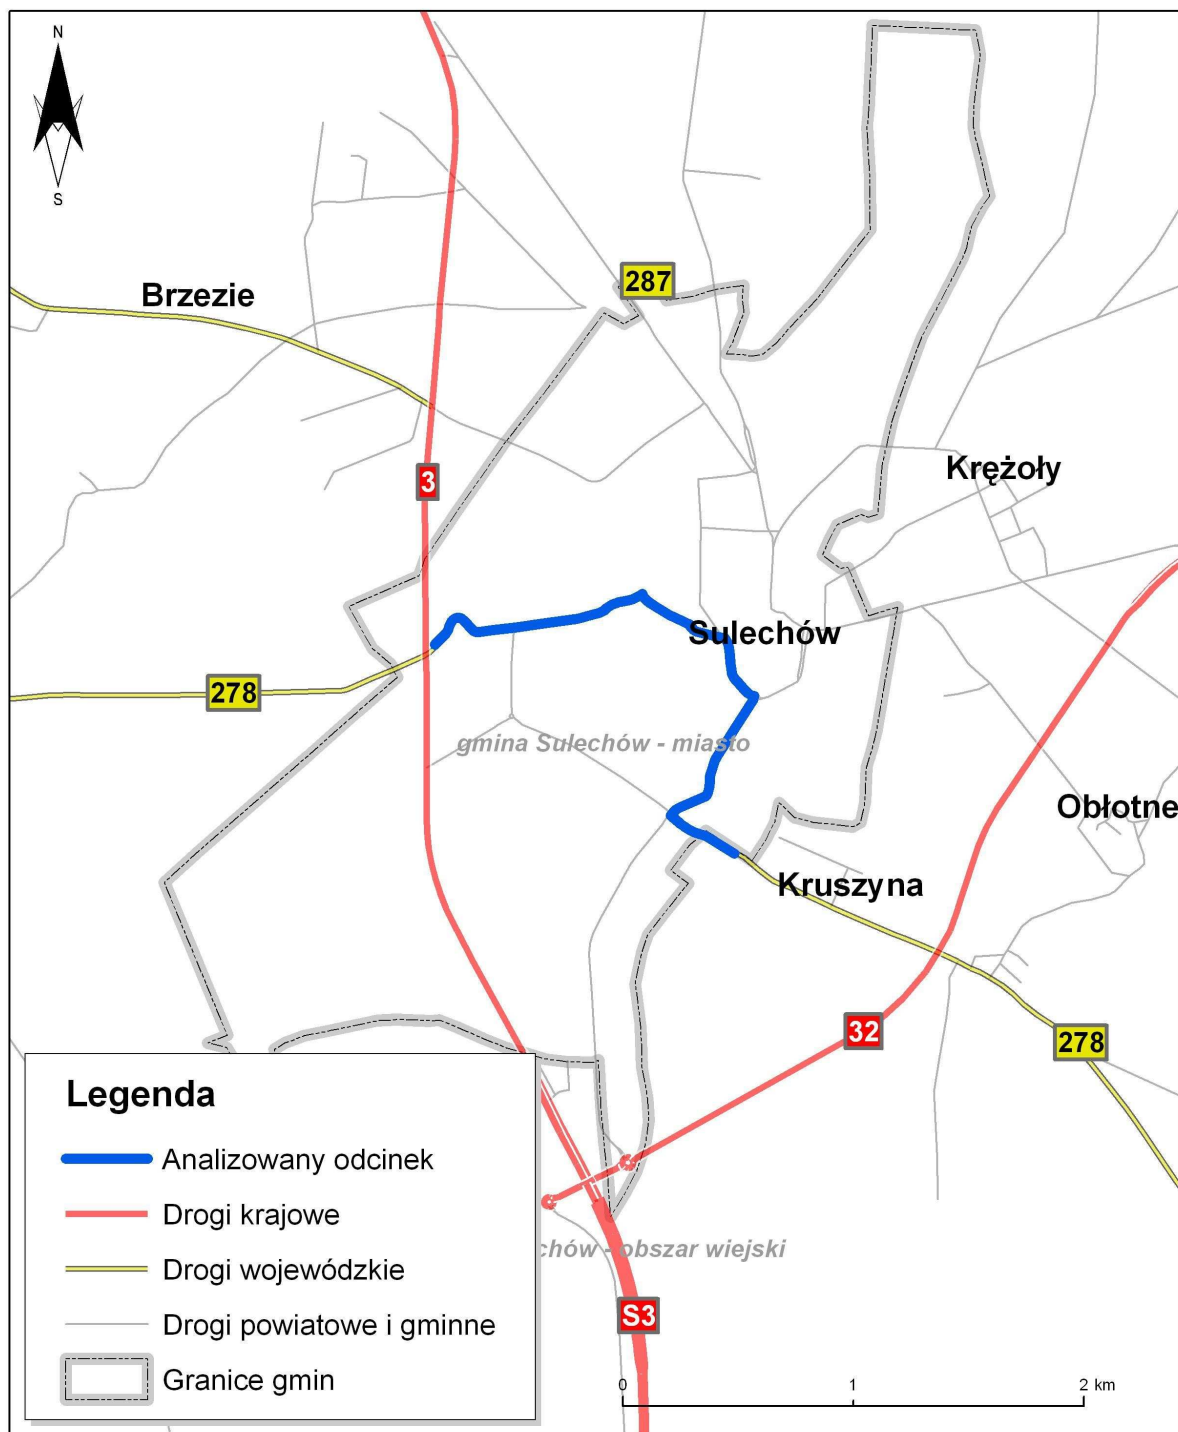 N
S
287
Brzezie
Krężoły
3
Sulechów
278
gmina Sulechów - miasto
Obłotne
Kruszyna
32
278
Legenda
Analizowany odcinek
Drogi krajowe
Drogi wojewódzkie
chów - obszar wiejski
S3
Drogi powiatowe i gminne
Granice gmin
0 1 2 km